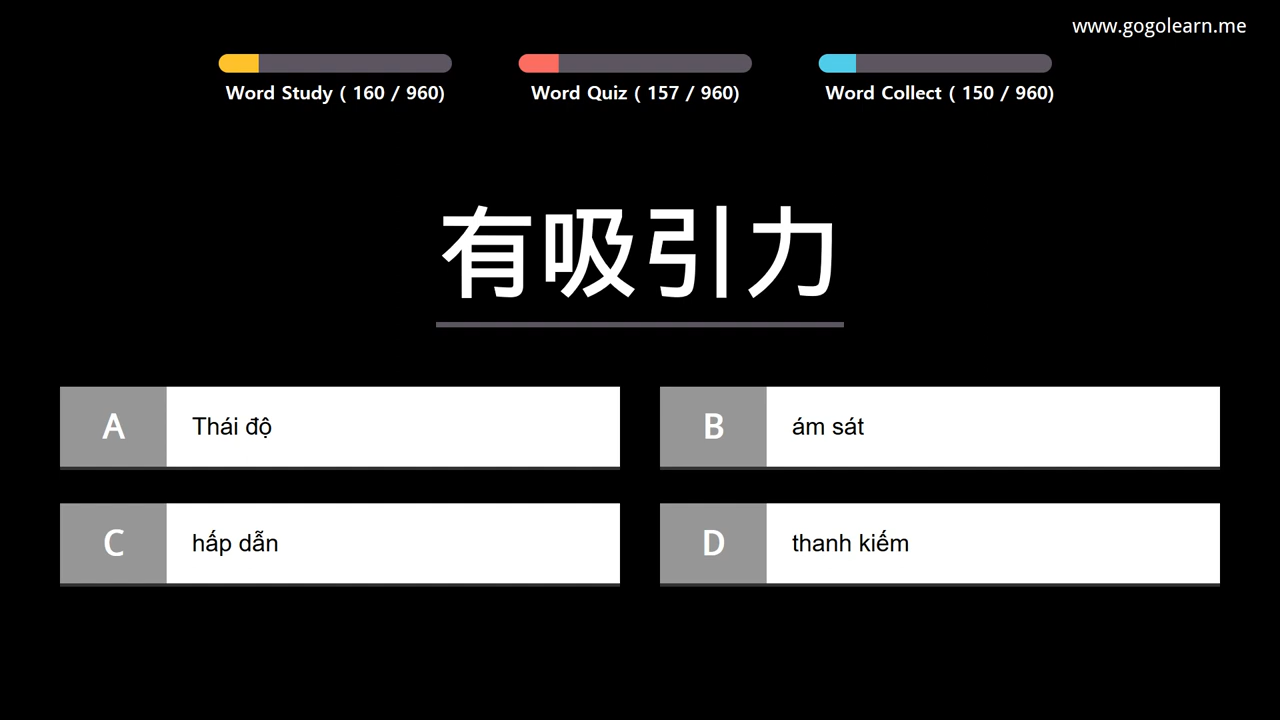 www.gogolearn.me
Word Study ( 160 / 960)
Word Quiz ( 157 / 960)
Word Collect ( 150 / 960)
有吸引力
A
Thái độ
B
ám sát
C
hấp dẫn
D
thanh kiếm